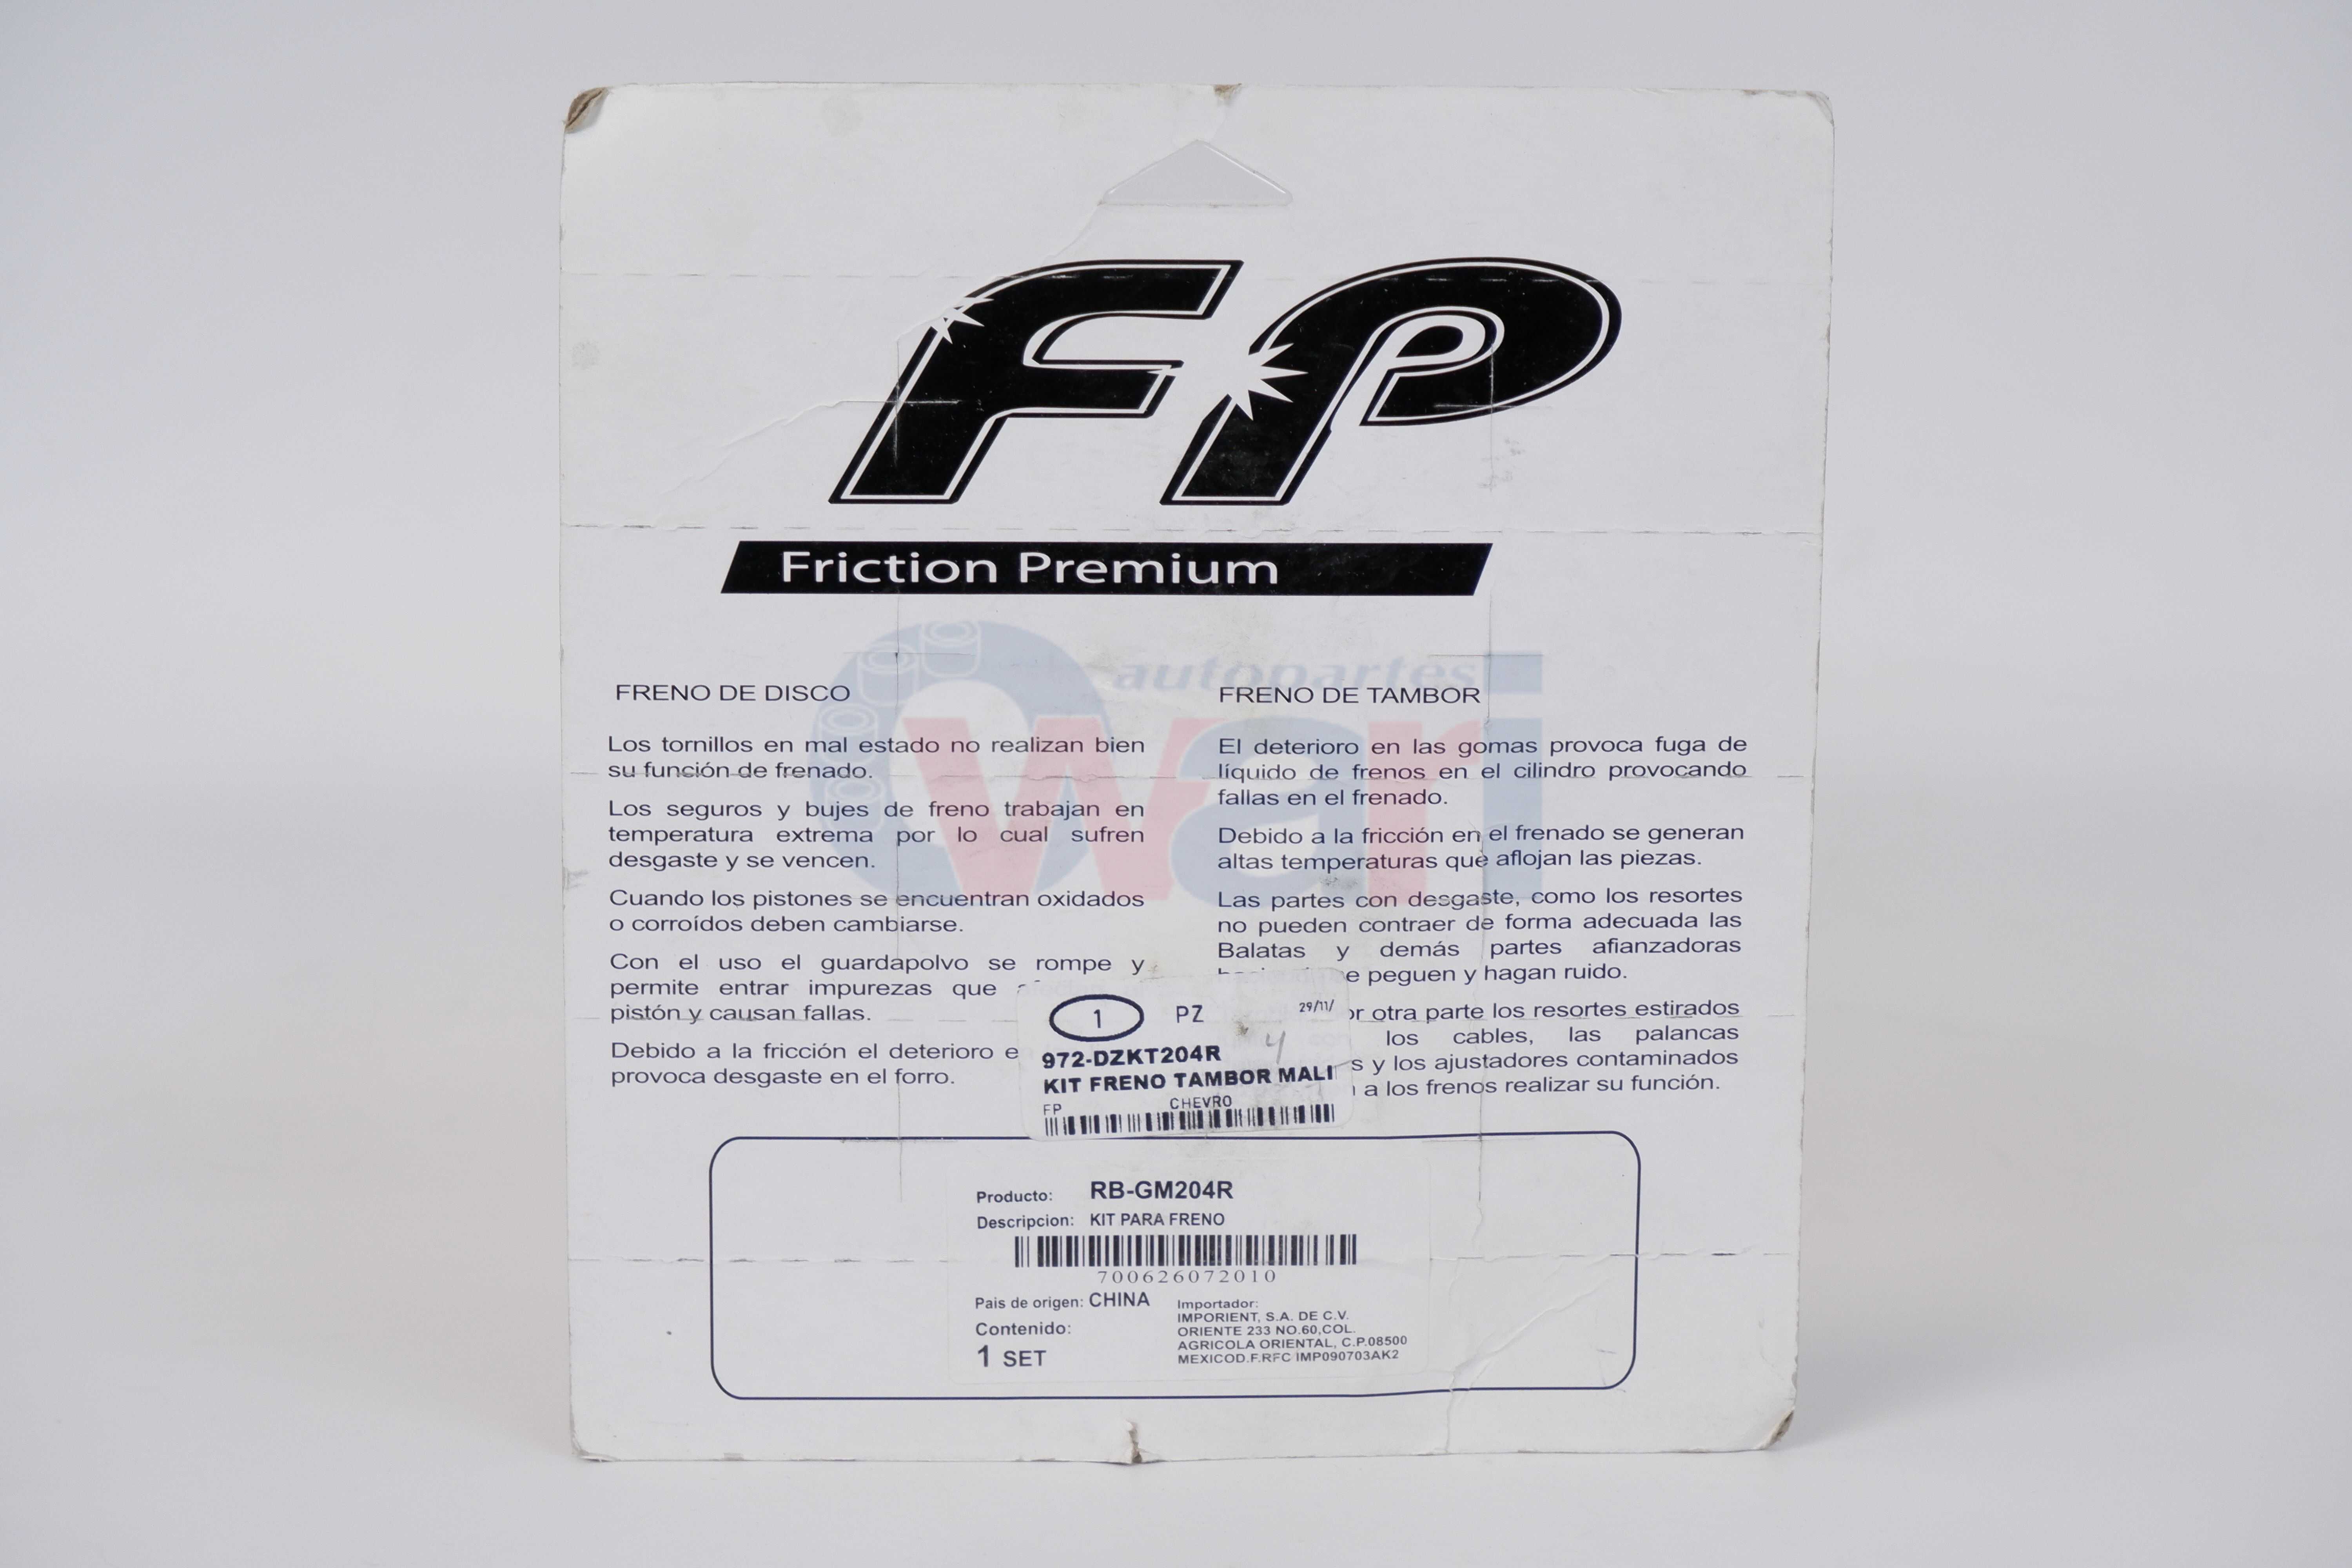 FP
Friction Premium
autopartes
wari
FRENO DE DISCO
Los tornillos en mal estado no realizan bien
su función de frenado.
Los seguros y bujes de freno trabajan en
temperatura extrema por lo cual sufren
desgaste y se vencen.
Cuando los pistones se encuentran oxidados
o corroídos deben cambiarse.
Con el uso el guardapolvo se rompe y
permite entrar impurezas que
pistón y causan fallas.
Debido a la fricción el deterioro e
provoca desgaste en el forro.
FRENO DE TAMBOR
El deterioro en las gomas provoca fuga de
líquido de frenos en el cilindro provocando
fallas en el frenado.
Debido a la fricción en el frenado se generan
altas temperaturas que aflojan las piezas.
Las partes con desgaste, como los resortes
no pueden contraer de forma adecuada las
Balatas y demás partes afianzadoras
e peguen y hagan ruido.
or otra parte los resortes estirados
los cables, las palancas
s y los ajustadores contaminados
a los frenos realizar su función.
1 PZ 29/11/
4
972-DZKT204R
KIT FRENO TAMBOR MALI
FP CHEVRO
Producto: RB-GM204R
Descripcion: KIT PARA FRENO
700626072010
Pais de origen: CHINA
Contenido:
1 SET
Importador:
IMPORIENT, S.A. DE C.V.
ORIENTE 233 NO.60,COL.
AGRICOLA ORIENTAL, C.P.08500
MEXICOD.F.RFC IMP090703AK2